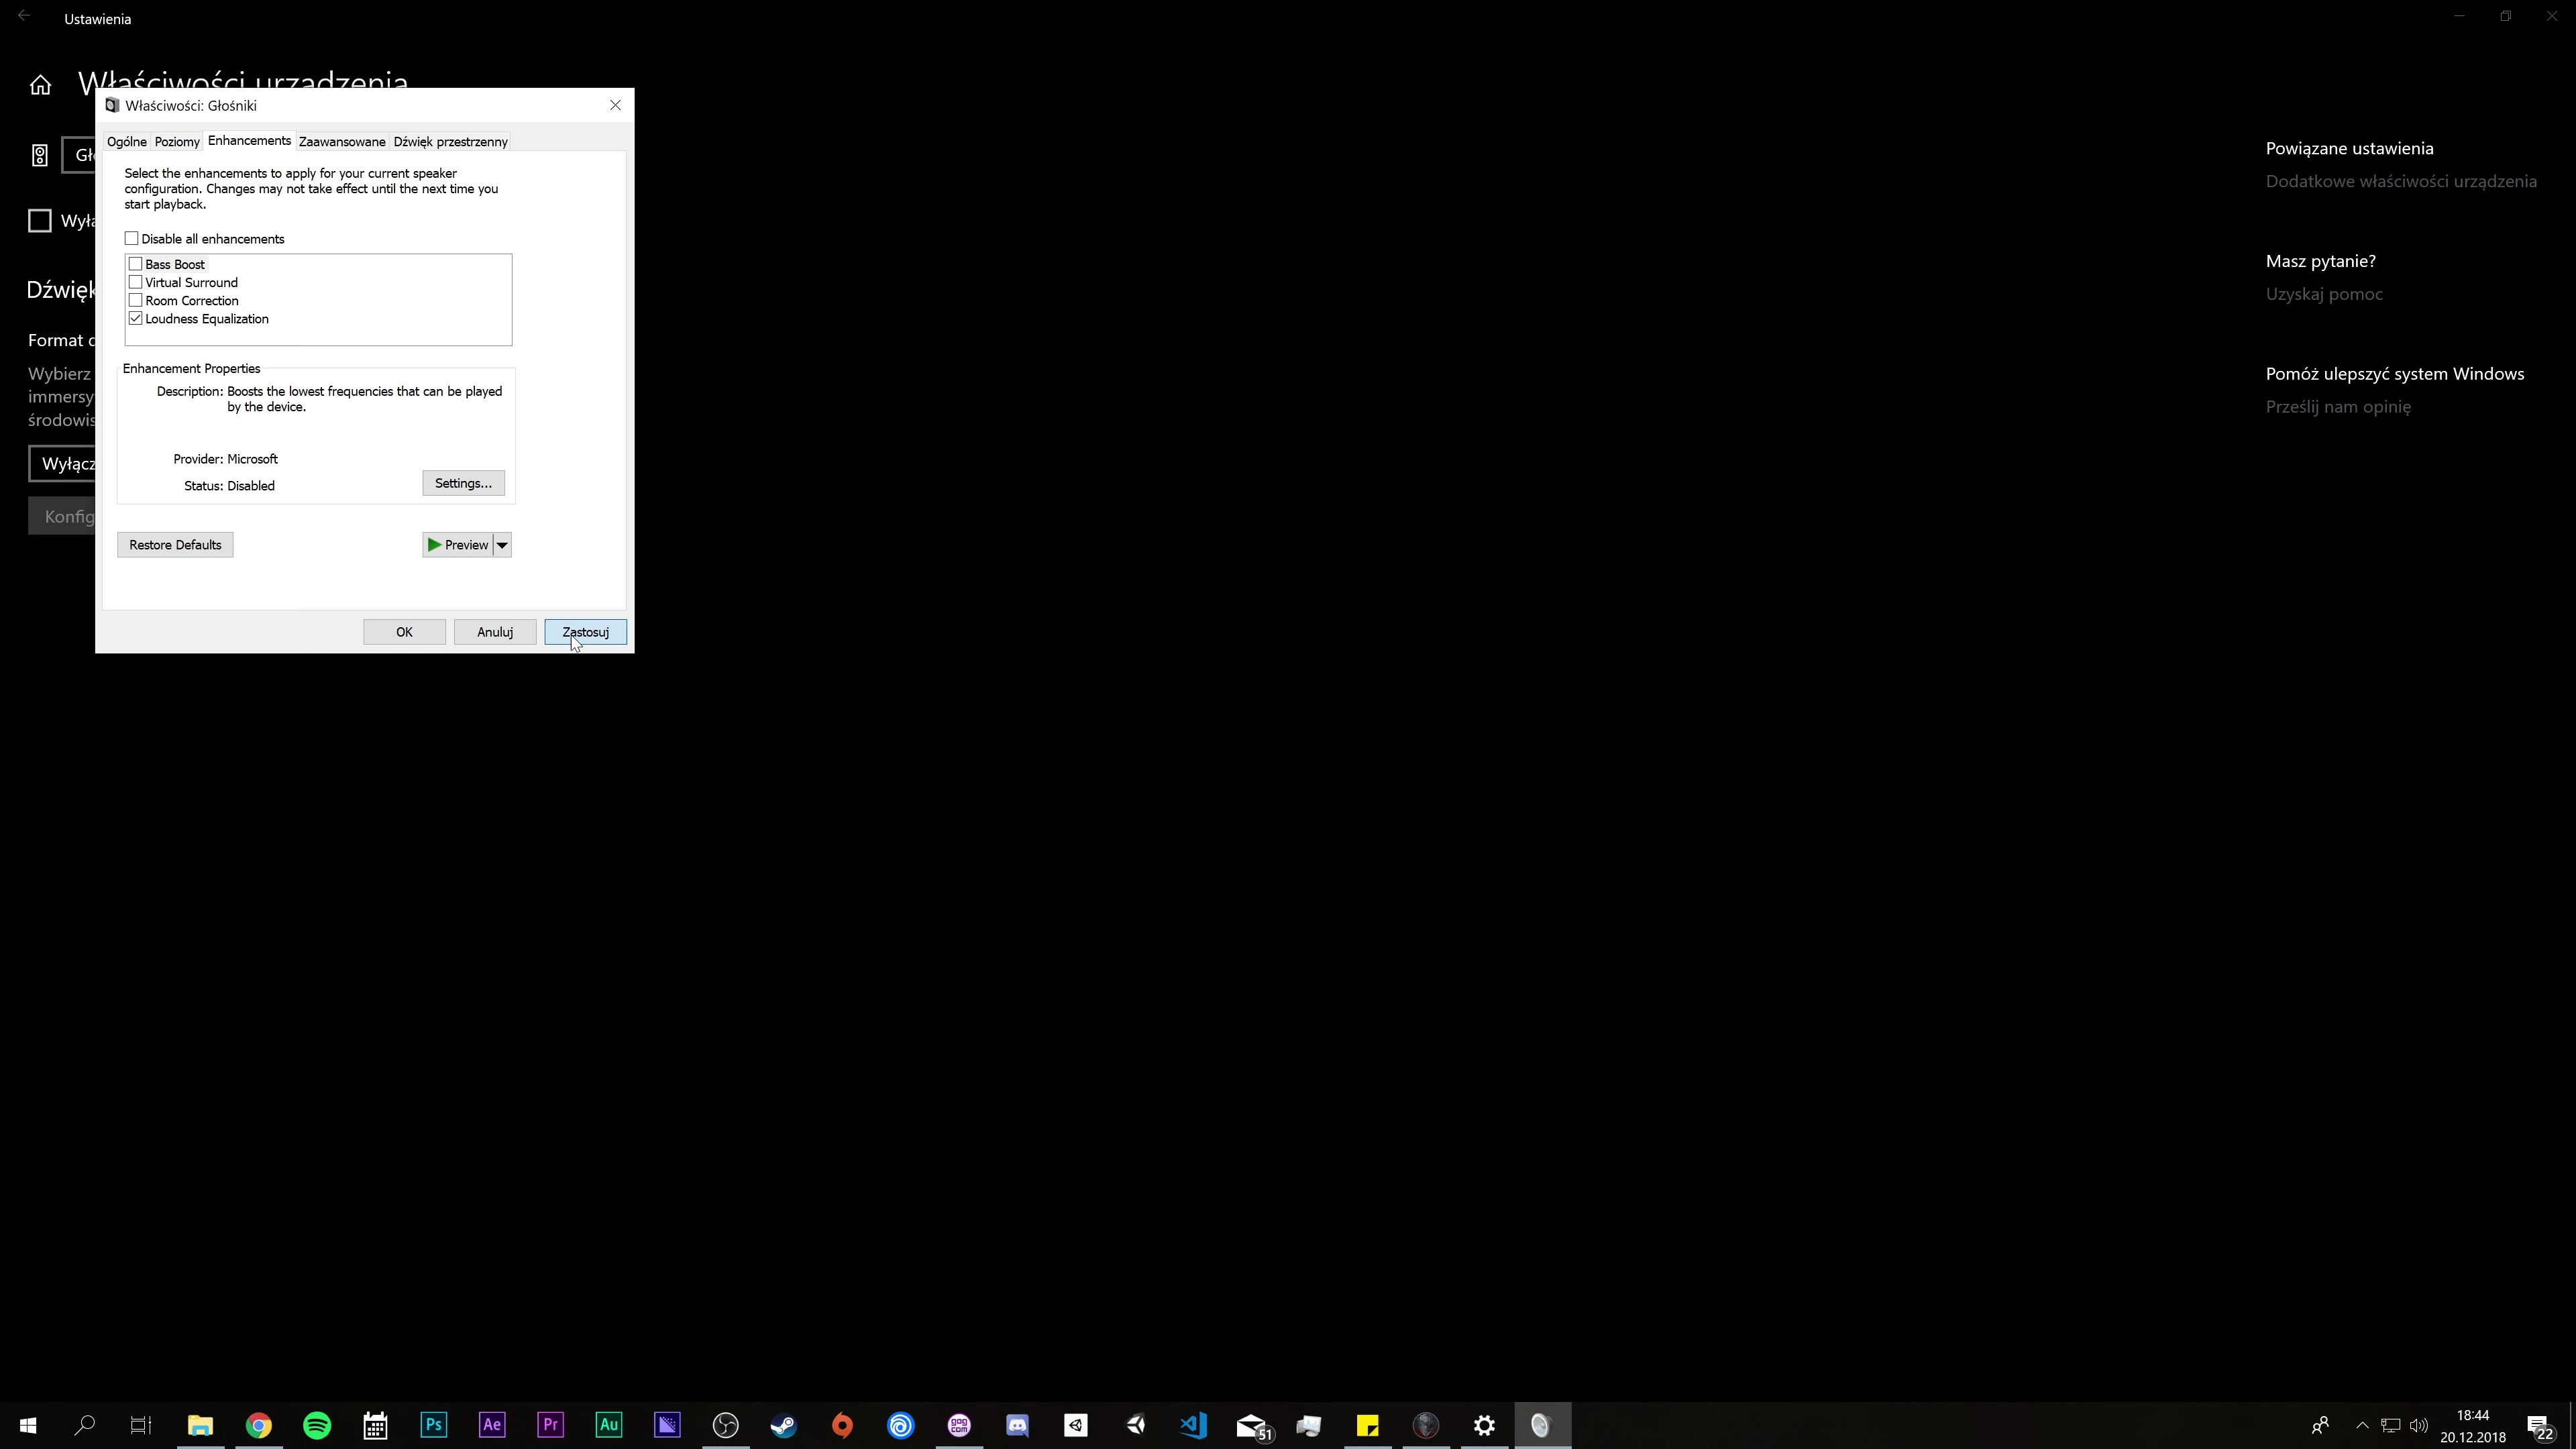 Ustawienia
Właściwości urządzenia
Właściwości: Głośniki
Ogólne Poziomy Enhancements Zaawansowane Dźwięk przestrzenny
Select the enhancements to apply for your current speaker
configuration. Changes may not take effect until the next time you
start playback.
Disable all enhancements
Bass Boost
Virtual Surround
Room Correction
Loudness Equalization
Enhancement Properties
Description: Boosts the lowest frequencies that can be played
by the device.
Provider: Microsoft
Status: Disabled
Settings...
Restore Defaults
Preview
OK
Anuluj
Zastosuj
Gło
Wyłą
Dźwięk
Format d
Wybierz
immersy
środowis
Wyłącz
Konfig
Powiązane ustawienia
Dodatkowe właściwości urządzenia
Masz pytanie?
Uzyskaj pomoc
Pomóż ulepszyć system Windows
Prześlij nam opinię
Ps
Ae
Pr
Au
gog
com
51
18:44
20.12.2018
22